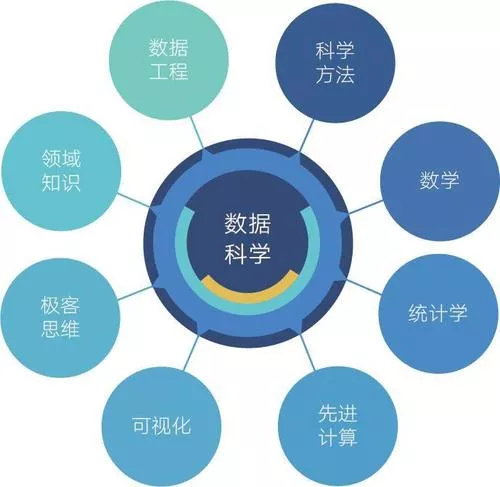 数据
工程
科学
方法
领域
知识
数学
数据
科学
极客
思维
统计学
可视化
先进
计算